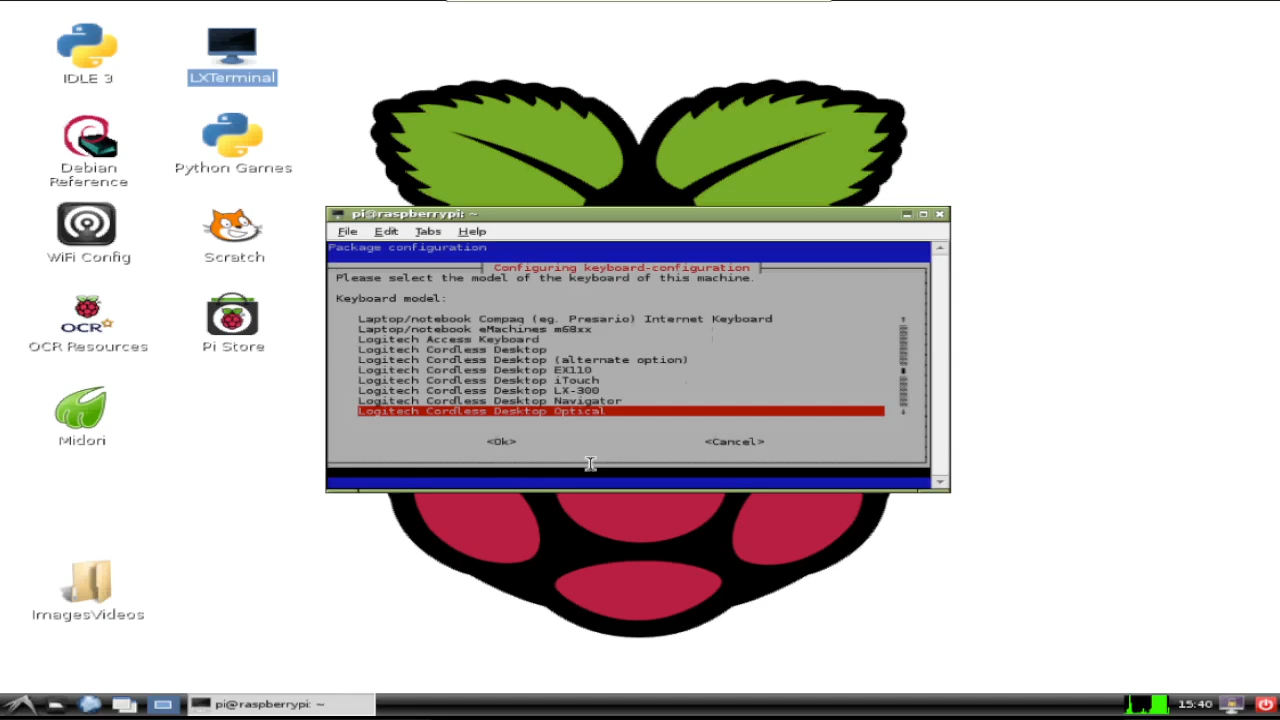 IDLE 3
LXTerminal
Debian
Reference
Python Games
WiFi Config
Scratch
OCR
OCR Resources
Pi Store
Midori
ImagesVideos
pi@raspberrypi: ~
File Edit Tabs Help
Package configuration
Configuring keyboard-configuration
Please select the model of the keyboard of this machine.
Keyboard model:
Laptop/notebook Compaq (eg. Presario) Internet Keyboard
Laptop/notebook eMachines m68xx
Logitech Access Keyboard
Logitech Cordless Desktop
Logitech Cordless Desktop (alternate option)
Logitech Cordless Desktop EX110
Logitech Cordless Desktop iTouch
Logitech Cordless Desktop LX-300
Logitech Cordless Desktop Navigator
Logitech Cordless Desktop Optical
<Ok> <Cancel>
pi@raspberrypi: ~
15:40